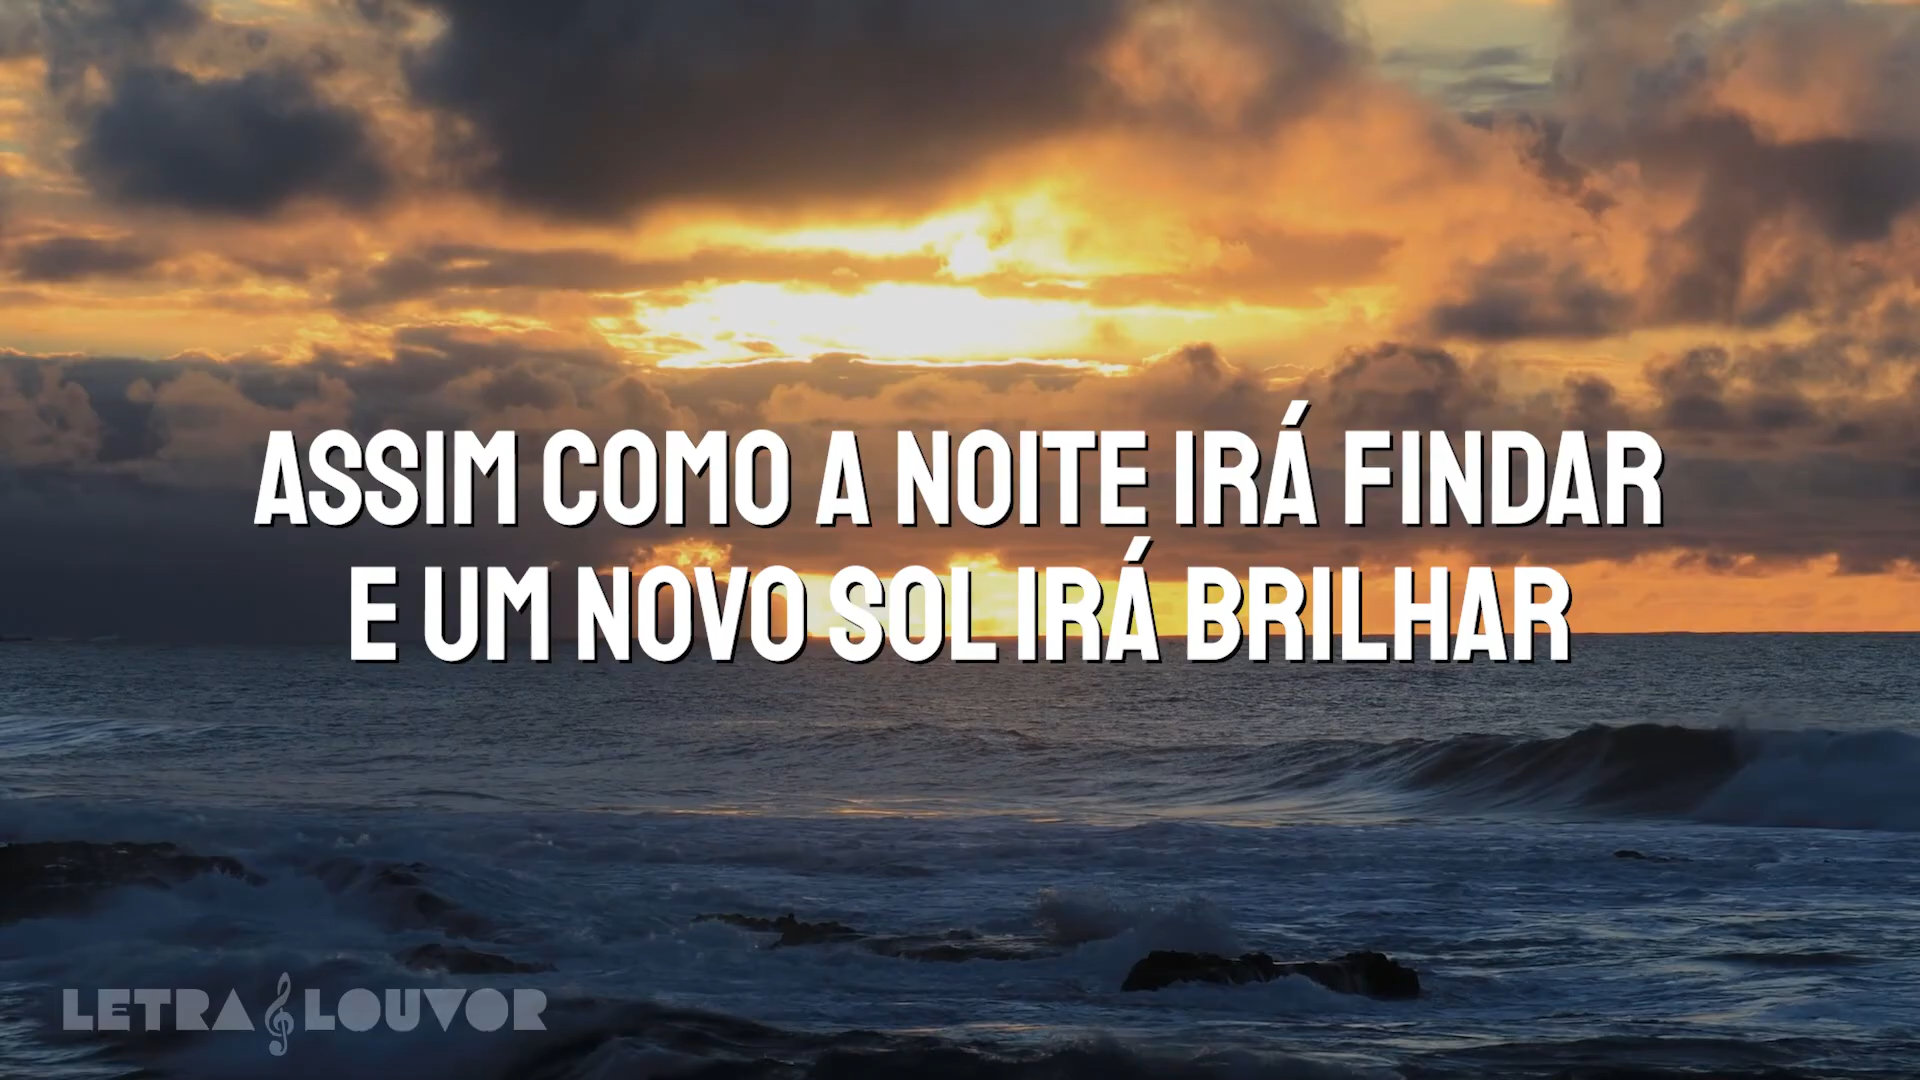 ASSIM COMO A NOITE IRÁ FINDAR
E UM NOVO SOL IRÁ BRILHAR
LETRA LOUVOR